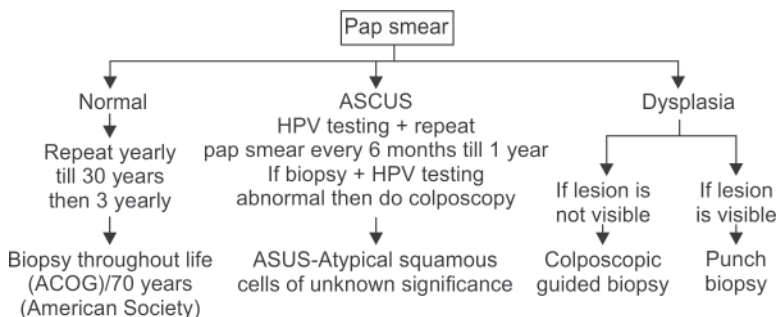 Pap smear
Normal
Repeat yearly
till 30 years
then 3 yearly
Biopsy throughout life
(ACOG)/70 years
(American Society)
ASCUS
HPV testing + repeat
pap smear every 6 months till 1 year
If biopsy + HPV testing
abnormal then do colposcopy
ASUS-Atypical squamous
cells of unknown significance
Dysplasia
If lesion is
not visible
Colposcopic
guided biopsy
If lesion
is visible
Punch
biopsy